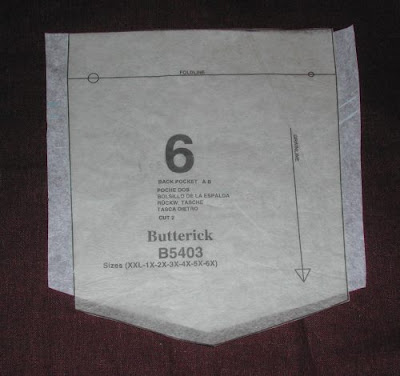 FOLDLINE
GRAINLINE
6
BACK POCKET A B
POCHE DOS
BOLSILLO DE LA ESPALDA
RÜCKW. TASCHE
TASCA DIETRO
CUT 2
Butterick
B5403
Sizes (XXL-1X-2X-3X-4X-5X-6X)